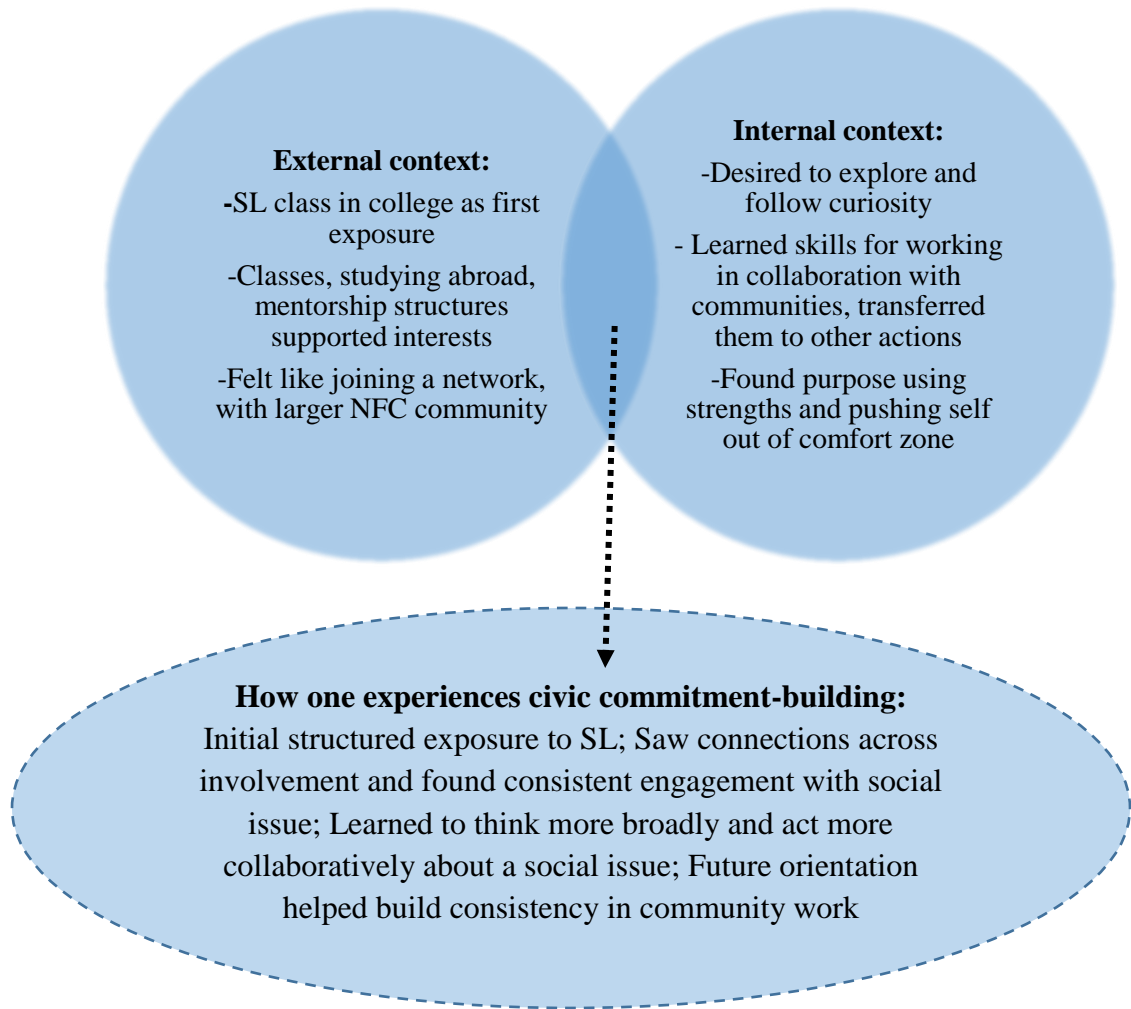 External context:
-SL class in college as first
exposure
-Classes, studying abroad,
mentorship structures
supported interests
-Felt like joining a network,
with larger NFC community
Internal context:
-Desired to explore and
follow curiosity
- Learned skills for working
in collaboration with
communities, transferred
them to other actions
-Found purpose using
strengths and pushing self
out of comfort zone
How one experiences civic commitment-building:
Initial structured exposure to SL; Saw connections across
involvement and found consistent engagement with social
issue; Learned to think more broadly and act more
collaboratively about a social issue; Future orientation
helped build consistency in community work